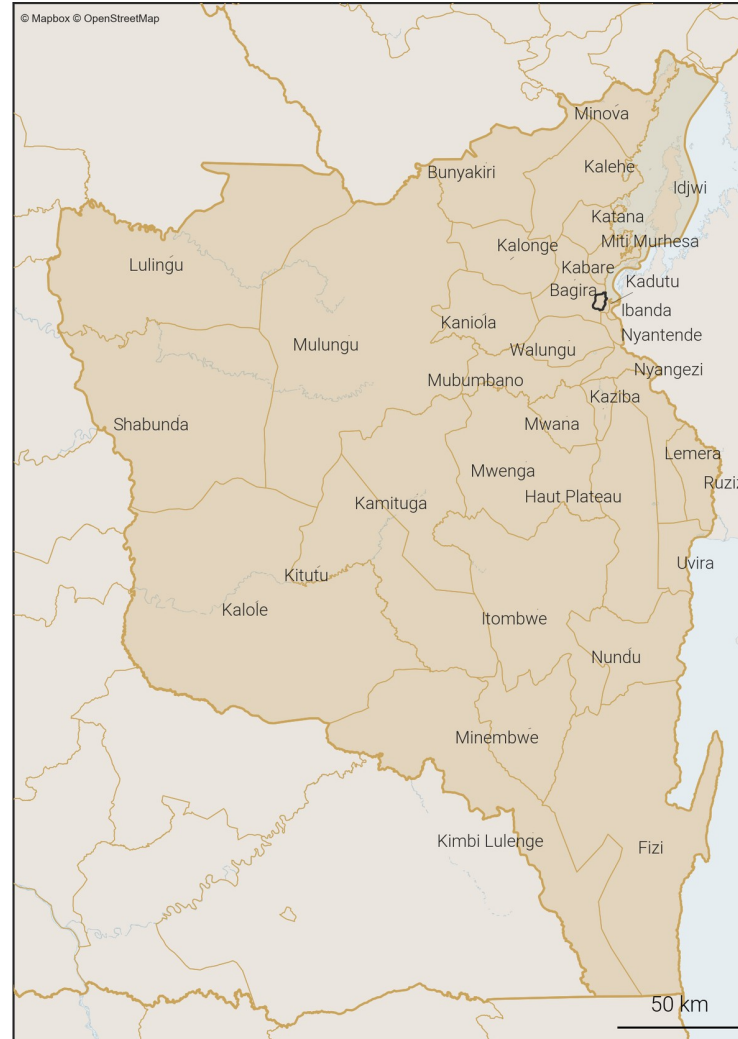 © Mapbox © OpenStreetMap
Minova
Bunyakiri
Kalehe
Idjwi
Katana
Lulingu
Kalonge
Miti Murhesa
Kabare
Bagira
Kadutu
Ibanda
Kaniola
Nyantende
Mulungu
Walungu
Mubumbano
Nyangezi
Kaziba
Shabunda
Mwana
Lemera
Mwenga
Ruziz
Kamituga
Haut Plateau
Uvira
Kitutu
Kalole
Itombwe
Nundu
Minembwe
Kimbi Lulenge
Fizi
50 km